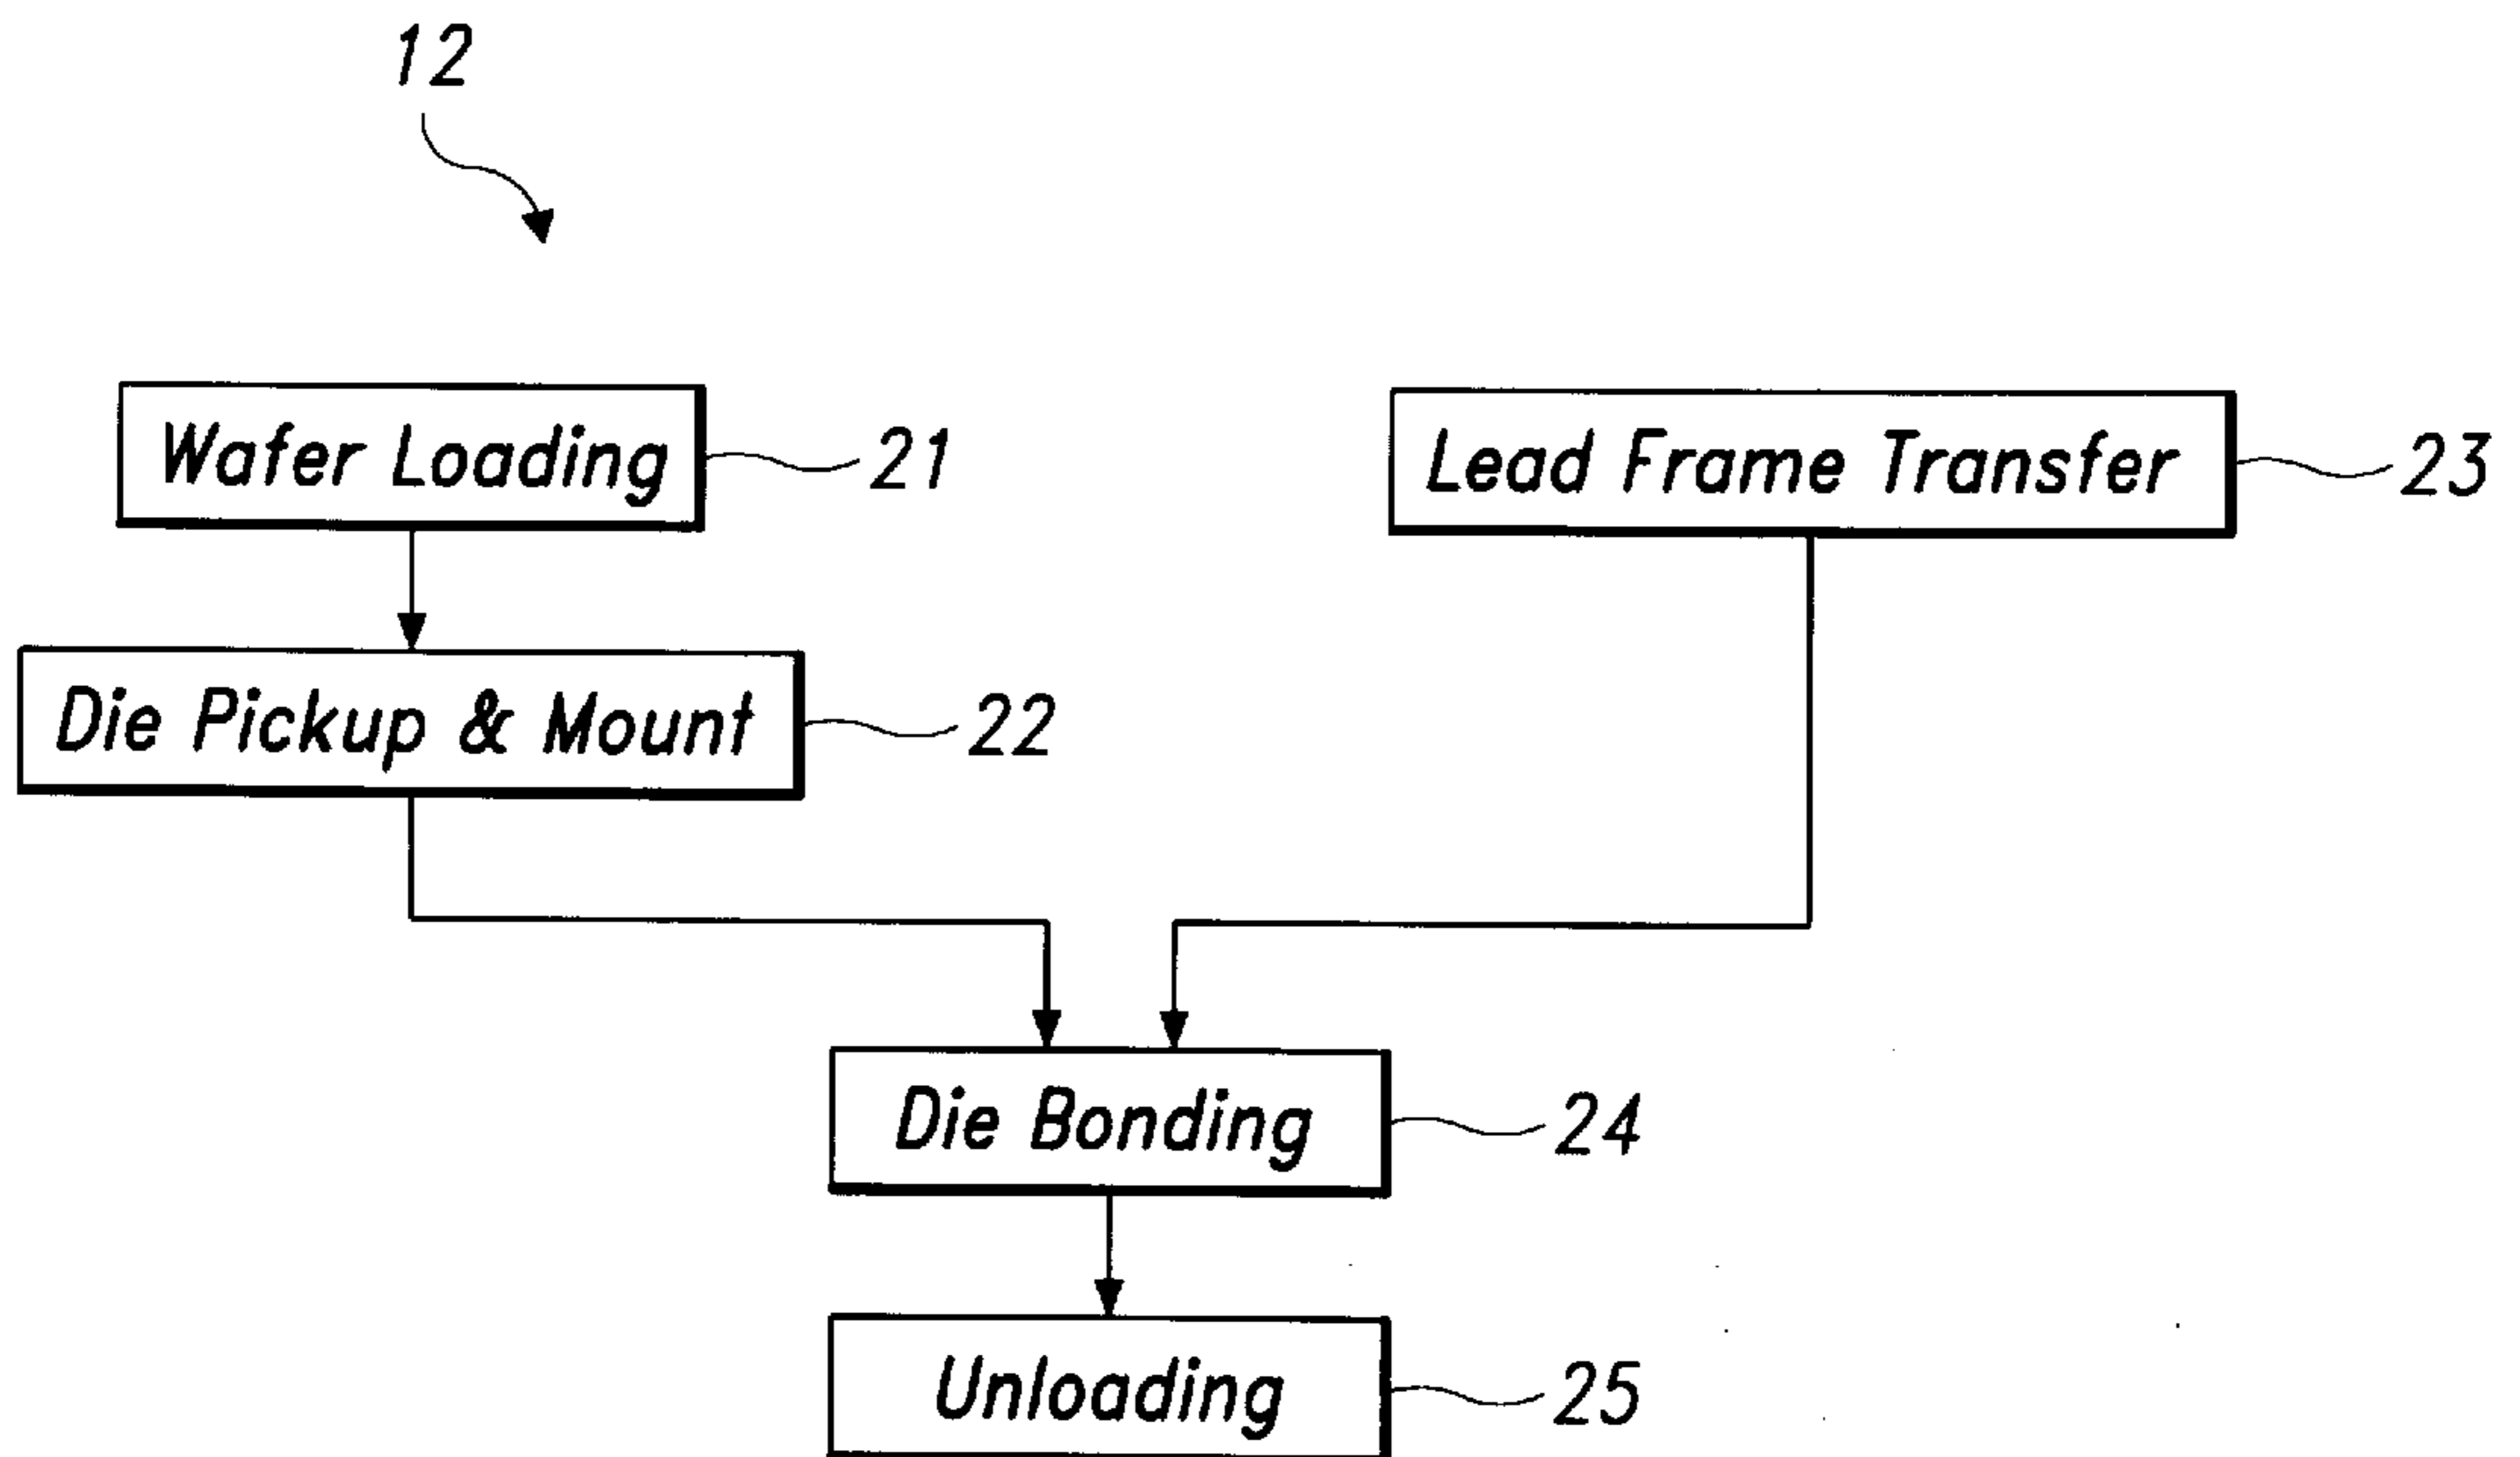 12
Wafer Loading
21
Lead Frame Transfer
23
Die Pickup & Mount
22
Die Bonding
24
Unloading
25